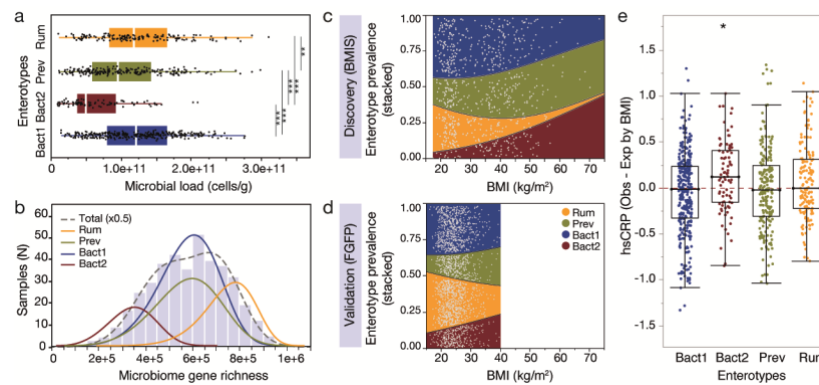 a
Enterotypes
Rum
Prev
Bact2
Bact1
**
***
***
***
***
0
1.0e+11
2.0e+11
3.0e+11
Microbial load (cells/g)
b
Samples (N)
60
50
40
30
20
10
0
Total (x0.5)
Rum
Prev
Bact1
Bact2
2e+5
4e+5
6e+5
8e+5
1e+6
Microbiome gene richness
c
Discovery (BMIS)
Enterotype prevalence
(stacked)
1.00
0.75
0.50
0.25
0.00
20
30
40
50
60
70
BMI (kg/m²)
d
Validation (FGFP)
Enterotype prevalence
(stacked)
1.00
0.75
0.50
0.25
0.00
Rum
Prev
Bact1
Bact2
20
30
40
50
60
70
BMI (kg/m²)
e
hsCRP (Obs - Exp by BMI)
*
1.5
1.0
0.5
0.0
-0.5
-1.0
-1.5
Bact1
Bact2
Prev
Rum
Enterotypes